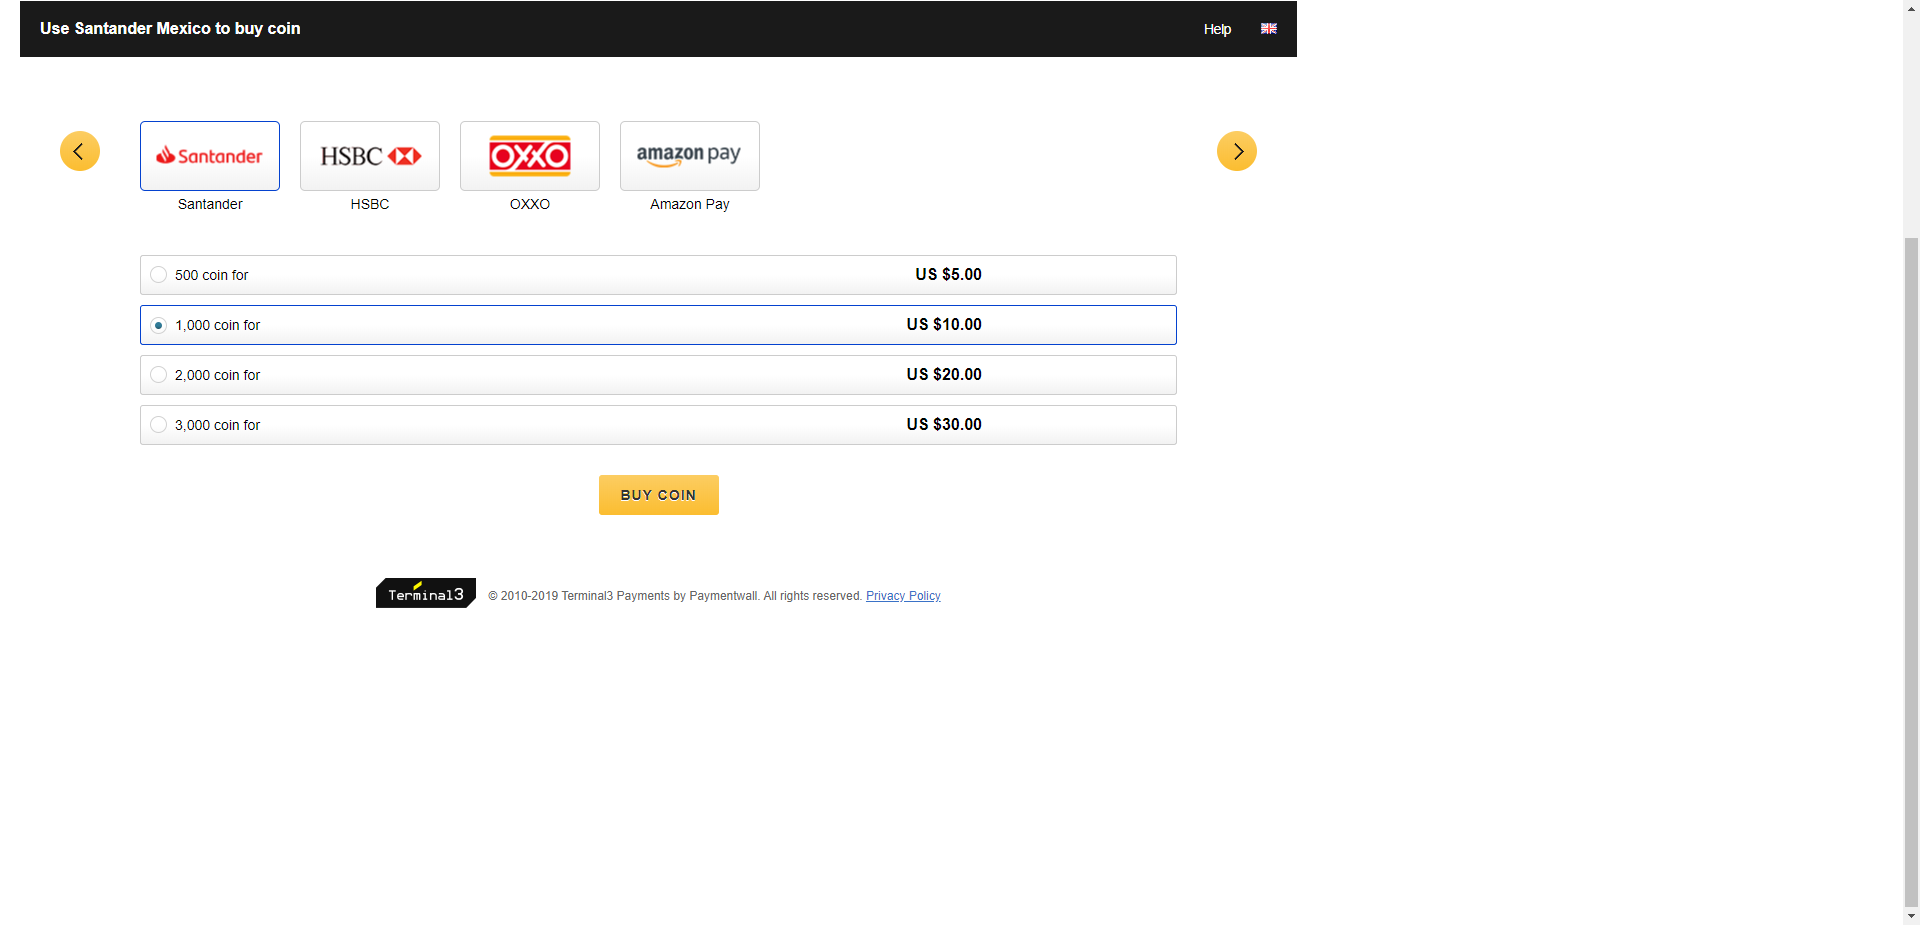 Use Santander Mexico to buy coin
Help
Santander
HSBC
OXXO
amazon pay
Santander
HSBC
OXXO
Amazon Pay
500 coin for US $5.00
1,000 coin for US $10.00
2,000 coin for US $20.00
3,000 coin for US $30.00
BUY COIN
Terminal3
© 2010-2019 Terminal3 Payments by Paymentwall. All rights reserved. Privacy Policy